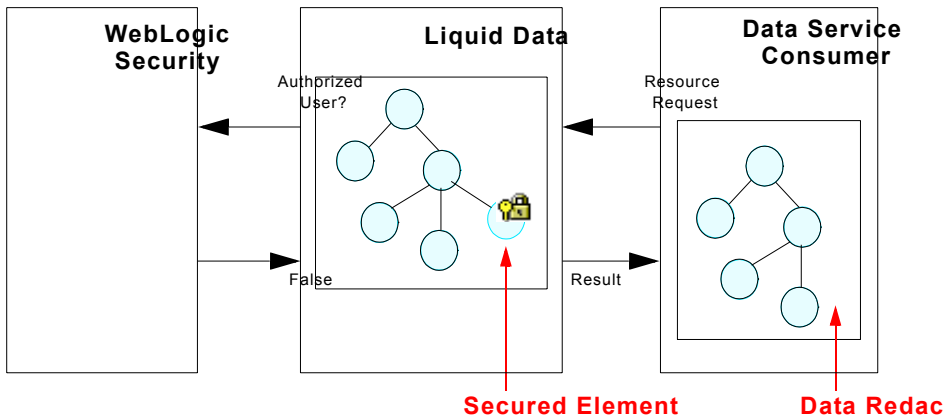 WebLogic
Security
Liquid Data
Data Service
Consumer
Authorized
User?
Resource
Request
False
Result
Secured Element
Data Redac